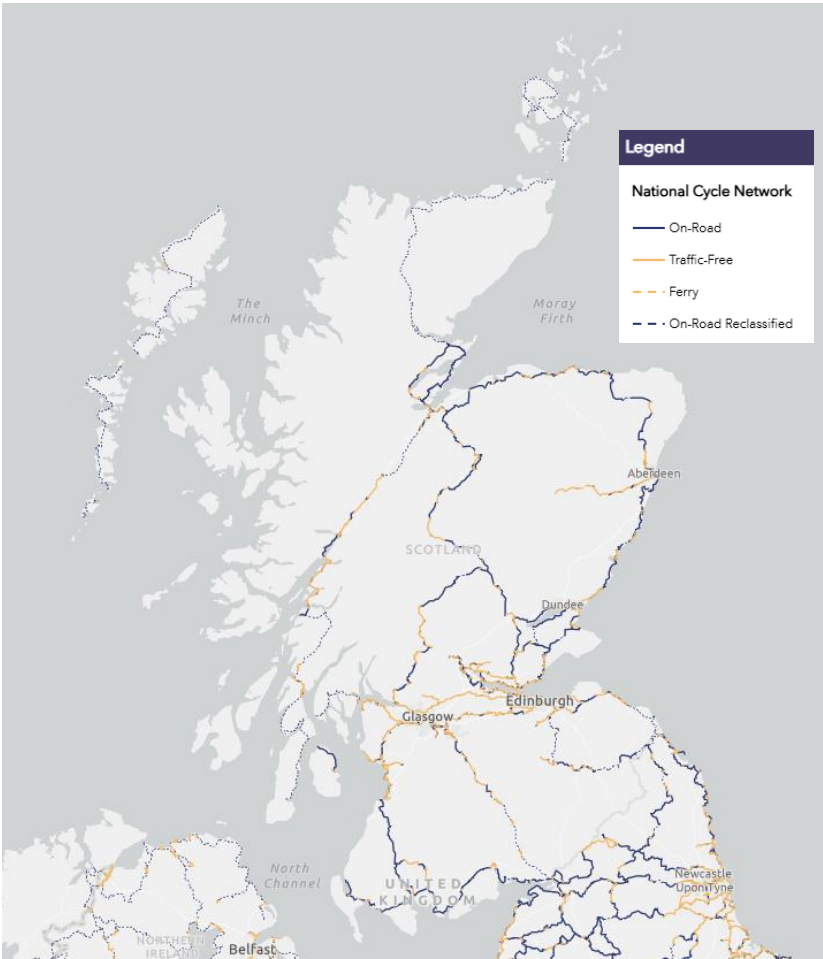 Legend
National Cycle Network
On-Road
Traffic-Free
Ferry
On-Road Reclassified
The
Minch
Moray
Firth
Aberdeen
SCOTLAND
Dundee
Edinburgh
Glasgow
North
Channel
UNITED
KINGDOM
Newcastle
Upon Tyne
NORTHERN
IRELAND
Belfast